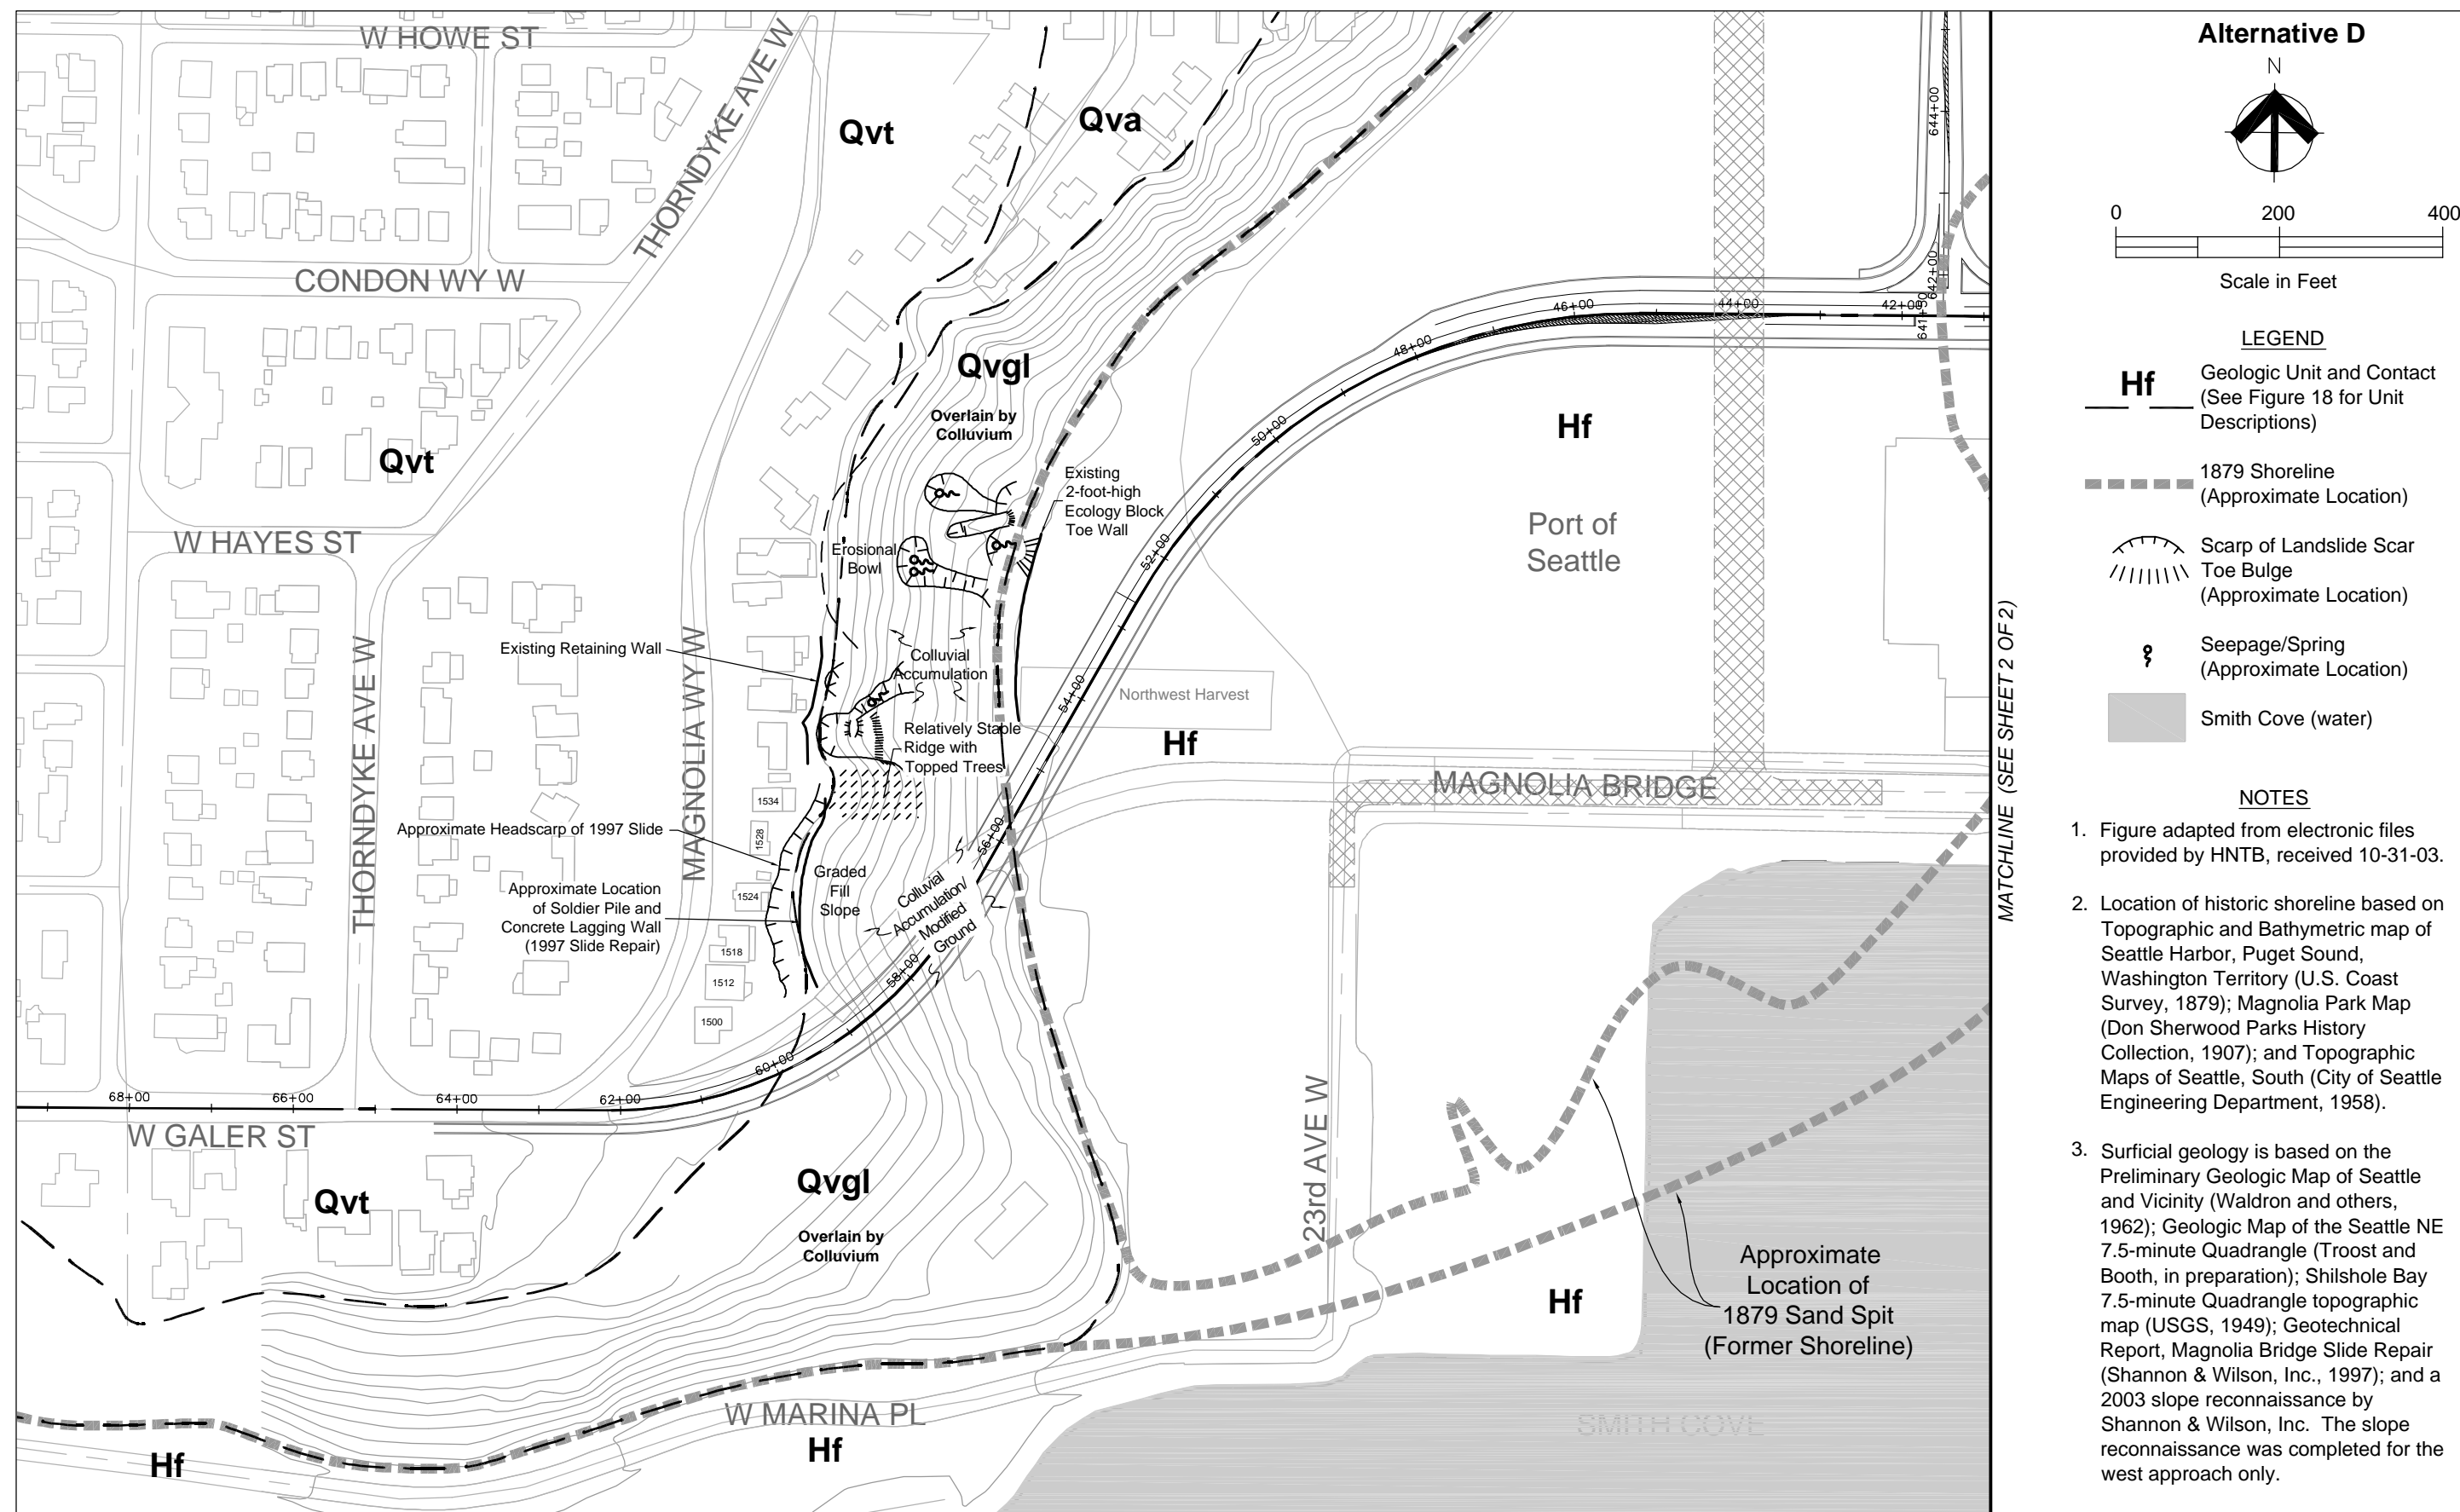 W HOWE ST
THORNDYKE AVE W
Qvt
Qva
CONDON WY W
Qvgl
Overlain by
Colluvium
Qvt
W HAYES ST
Erosional
Bowl
Existing
2-foot-high
Ecology Block
Toe Wall
Hf
Port of
Seattle
644+00
642+00
641+50
42+00
44+00
46+00
48+00
50+00
52+00
54+00
56+00
58+00
60+00
62+00
64+00
66+00
68+00
Existing Retaining Wall
MAGNOLIA WY W
THORNDYKE AVE W
Colluvial
Accumulation
Northwest Harvest
Relatively Stable
Ridge with
Topped Trees
Hf
MAGNOLIA BRIDGE
1534
1528
1524
1518
1512
1500
Approximate Headscarp of 1997 Slide
Approximate Location
of Soldier Pile and
Concrete Lagging Wall
(1997 Slide Repair)
Graded
Fill
Slope
Colluvial
Accumulation/
Modified
Ground
W GALER ST
Qvt
Qvgl
Overlain by
Colluvium
23rd AVE W
Approximate
Location of
1879 Sand Spit
(Former Shoreline)
Hf
W MARINA PL
Hf
Hf
SMITH COVE
MATCHLINE (SEE SHEET 2 OF 2)
Alternative D
N
0 200 400
Scale in Feet
LEGEND
Hf
Geologic Unit and Contact
(See Figure 18 for Unit
Descriptions)
1879 Shoreline
(Approximate Location)
Scarp of Landslide Scar
Toe Bulge
(Approximate Location)
Seepage/Spring
(Approximate Location)
Smith Cove (water)
NOTES
1. Figure adapted from electronic files
provided by HNTB, received 10-31-03.
2. Location of historic shoreline based on
Topographic and Bathymetric map of
Seattle Harbor, Puget Sound,
Washington Territory (U.S. Coast
Survey, 1879); Magnolia Park Map
(Don Sherwood Parks History
Collection, 1907); and Topographic
Maps of Seattle, South (City of Seattle
Engineering Department, 1958).
3. Surficial geology is based on the
Preliminary Geologic Map of Seattle
and Vicinity (Waldron and others,
1962); Geologic Map of the Seattle NE
7.5-minute Quadrangle (Troost and
Booth, in preparation); Shilshole Bay
7.5-minute Quadrangle topographic
map (USGS, 1949); Geotechnical
Report, Magnolia Bridge Slide Repair
(Shannon & Wilson, Inc., 1997); and a
2003 slope reconnaissance by
Shannon & Wilson, Inc. The slope
reconnaissance was completed for the
west approach only.